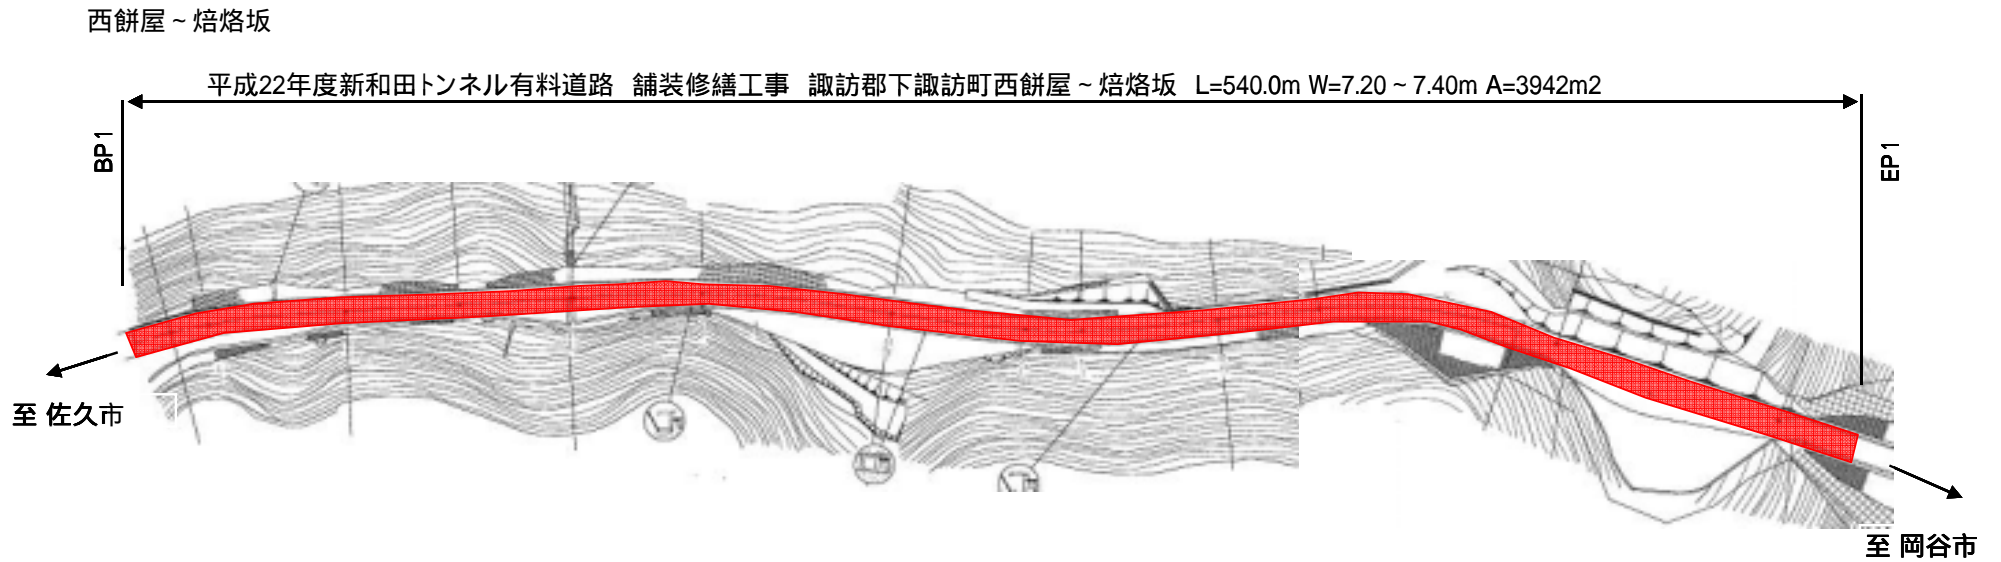 西餅屋~焙烙坂
平成22年度新和田トンネル有料道路 舗装修繕工事 諏訪郡下諏訪町西餅屋~焙烙坂 L=540.0m W=7.20~7.40m A=3942m2
BP1
EP1
至 佐久市
至 岡谷市